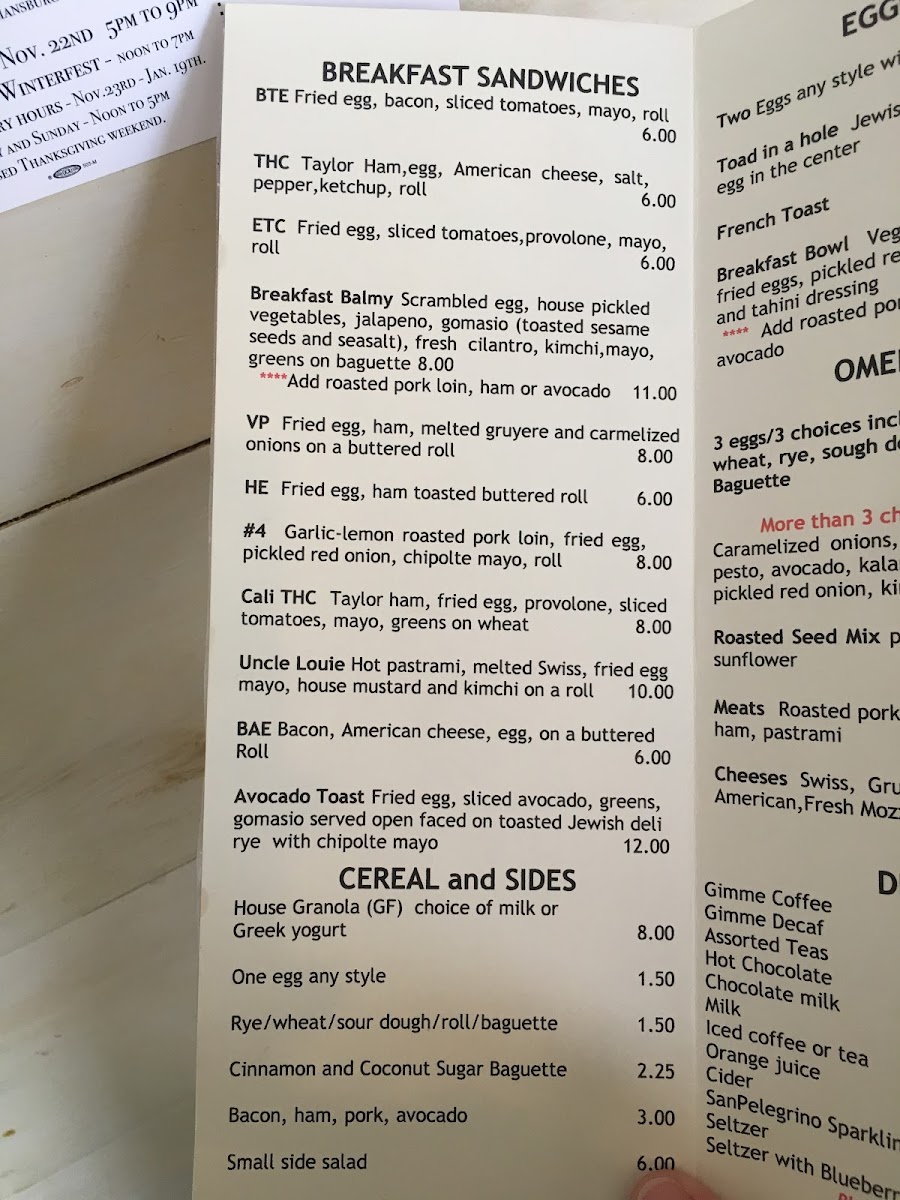 Nov. 22nd 5pm to 9pm
Winterfest - noon to 7pm
hours - Nov.23rd - Jan. 19th.
and Sunday - Noon to 5pm
Thanksgiving weekend.
BREAKFAST SANDWICHES
BTE Fried egg, bacon, sliced tomatoes, mayo, roll
6.00
THC Taylor Ham,egg, American cheese, salt,
pepper,ketchup, roll 6.00
ETC Fried egg, sliced tomatoes,provolone, mayo,
roll 6.00
Breakfast Balmy Scrambled egg, house pickled
vegetables, jalapeno, gomasio (toasted sesame
seeds and seasalt), fresh cilantro, kimchi,mayo,
greens on baguette 8.00
****Add roasted pork loin, ham or avocado 11.00
VP Fried egg, ham, melted gruyere and carmelized
onions on a buttered roll 8.00
HE Fried egg, ham toasted buttered roll 6.00
#4 Garlic-lemon roasted pork loin, fried egg,
pickled red onion, chipolte mayo, roll 8.00
Cali THC Taylor ham, fried egg, provolone, sliced
tomatoes, mayo, greens on wheat 8.00
Uncle Louie Hot pastrami, melted Swiss, fried egg
mayo, house mustard and kimchi on a roll 10.00
BAE Bacon, American cheese, egg, on a buttered
Roll 6.00
Avocado Toast Fried egg, sliced avocado, greens,
gomasio served open faced on toasted Jewish deli
rye with chipolte mayo 12.00
CEREAL and SIDES
House Granola (GF) choice of milk or
Greek yogurt 8.00
One egg any style 1.50
Rye/wheat/sour dough/roll/baguette 1.50
Cinnamon and Coconut Sugar Baguette 2.25
Bacon, ham, pork, avocado 3.00
Small side salad 6.00
EGG
Two Eggs any style wi
Toad in a hole Jewis
egg in the center
French Toast
Breakfast Bowl Veg
fried eggs, pickled re
and tahini dressing
**** Add roasted por
avocado
OME
3 eggs/3 choices incl
wheat, rye, sough d
Baguette
More than 3 ch
Caramelized onions,
pesto, avocado, kala
pickled red onion, ki
Roasted Seed Mix p
sunflower
Meats Roasted pork
ham, pastrami
Cheeses Swiss, Gru
American,Fresh Moz
D
Gimme Coffee
Gimme Decaf
Assorted Teas
Hot Chocolate
Chocolate milk
Milk
Iced coffee or tea
Orange juice
Cider
SanPelegrino Sparklin
Seltzer
Seltzer with Blueberr